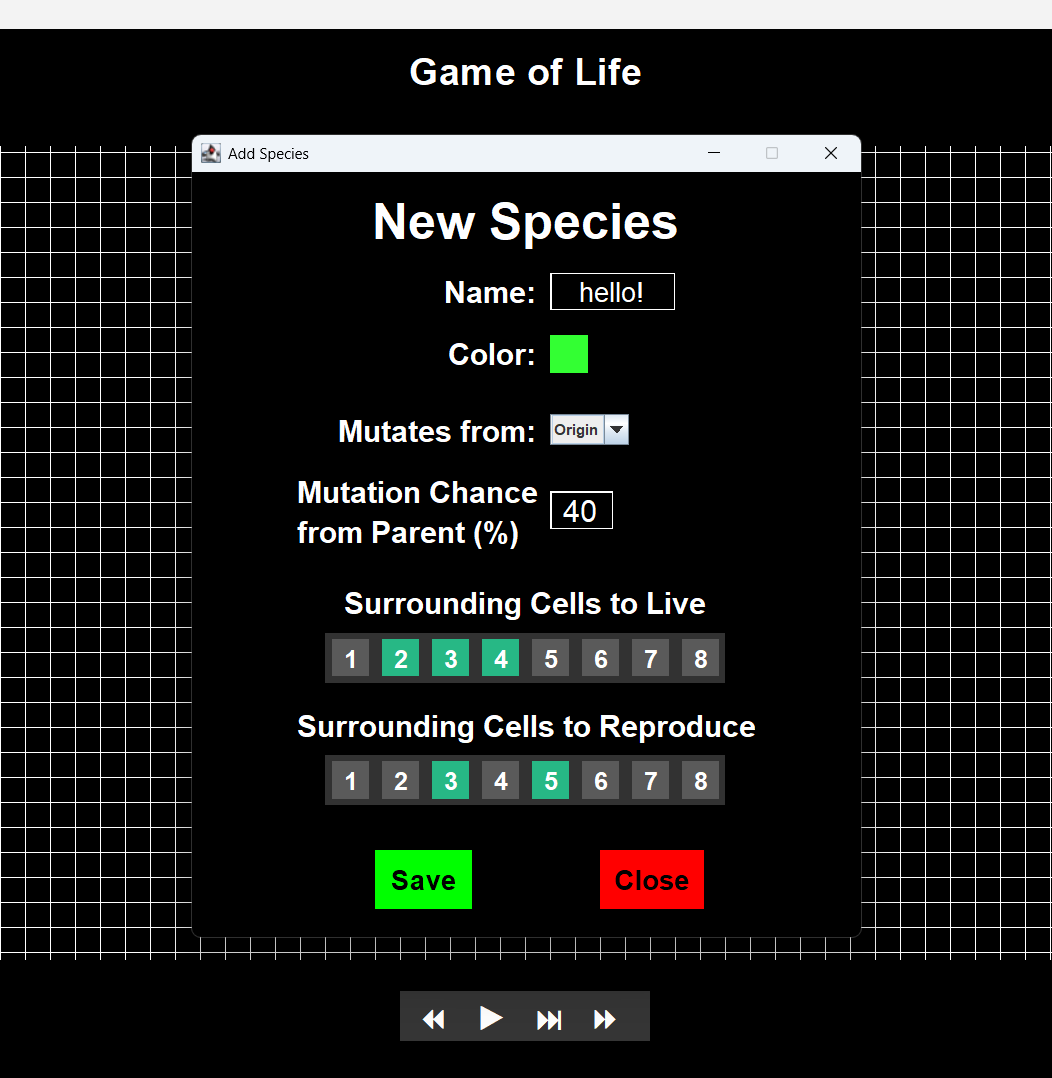 Game of Life
Add Species
New Species
Name: hello!
Color:
Mutates from: Origin
Mutation Chance
from Parent (%) 40
Surrounding Cells to Live
1 2 3 4 5 6 7 8
Surrounding Cells to Reproduce
1 2 3 4 5 6 7 8
Save Close